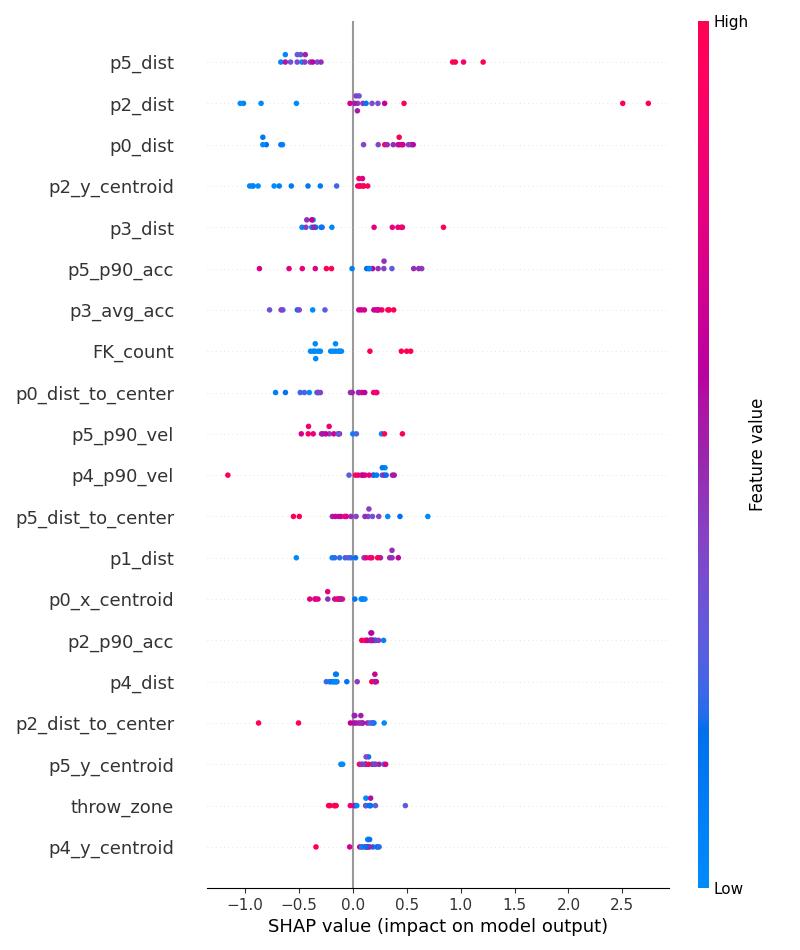 High
p5_dist
p2_dist
p0_dist
p2_y_centroid
p3_dist
p5_p90_acc
p3_avg_acc
FK_count
p0_dist_to_center
p5_p90_vel
p4_p90_vel
p5_dist_to_center
p1_dist
p0_x_centroid
p2_p90_acc
p4_dist
p2_dist_to_center
p5_y_centroid
throw_zone
p4_y_centroid
Feature value
Low
−1.0 −0.5 0.0 0.5 1.0 1.5 2.0 2.5
SHAP value (impact on model output)